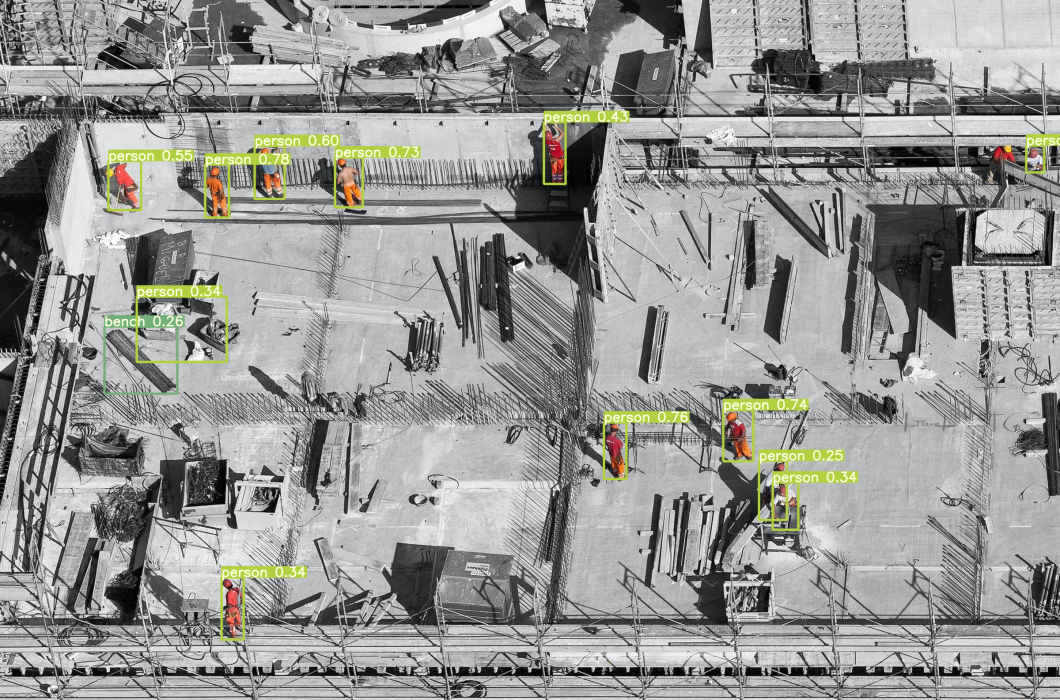 person 0.43
person 0.60
person 0.55
person 0.78
person 0.73
perso
person 0.34
bench 0.26
person 0.76
person 0.74
person 0.25
person 0.34
person 0.34